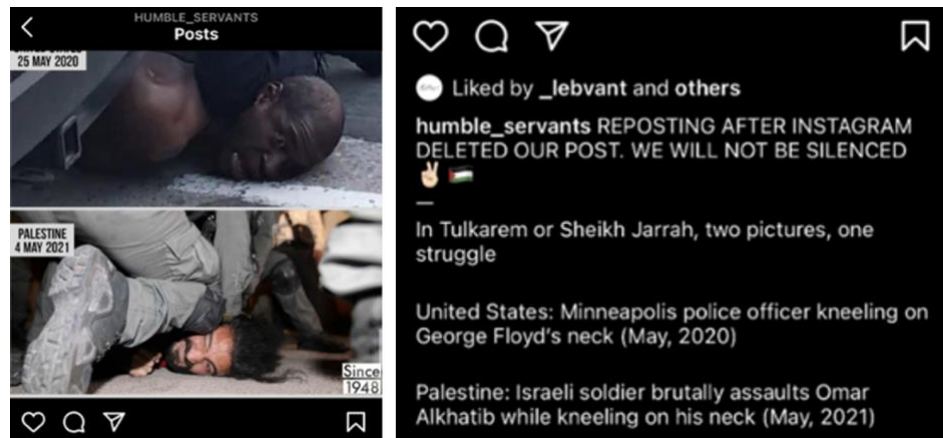 HUMBLE_SERVANTS
Posts
25 MAY 2020
PALESTINE
4 MAY 2021
Since
1948
Liked by _lebvant and others
humble_servants REPOSTING AFTER INSTAGRAM
DELETED OUR POST. WE WILL NOT BE SILENCED
✌🏻 🇵🇸
—
In Tulkarem or Sheikh Jarrah, two pictures, one
struggle
United States: Minneapolis police officer kneeling on
George Floyd's neck (May, 2020)
Palestine: Israeli soldier brutally assaults Omar
Alkhatib while kneeling on his neck (May, 2021)